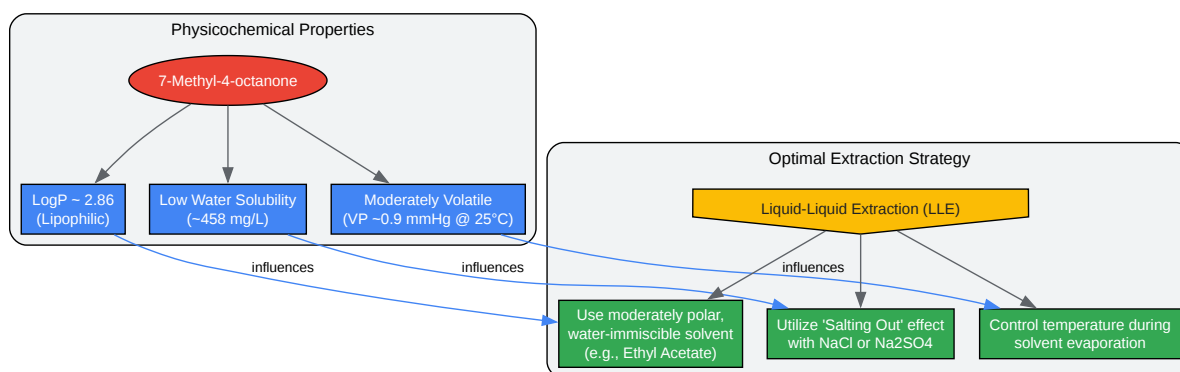 Physicochemical Properties
7-Methyl-4-octanone
LogP ~ 2.86
(Lipophilic)
Low Water Solubility
(~458 mg/L)
Moderately Volatile
(VP ~0.9 mmHg @ 25°C)
Optimal Extraction Strategy
Liquid-Liquid Extraction (LLE)
influences
influences
influences
Use moderately polar,
water-immiscible solvent
(e.g., Ethyl Acetate)
Utilize 'Salting Out' effect
with NaCl or Na2SO4
Control temperature during
solvent evaporation